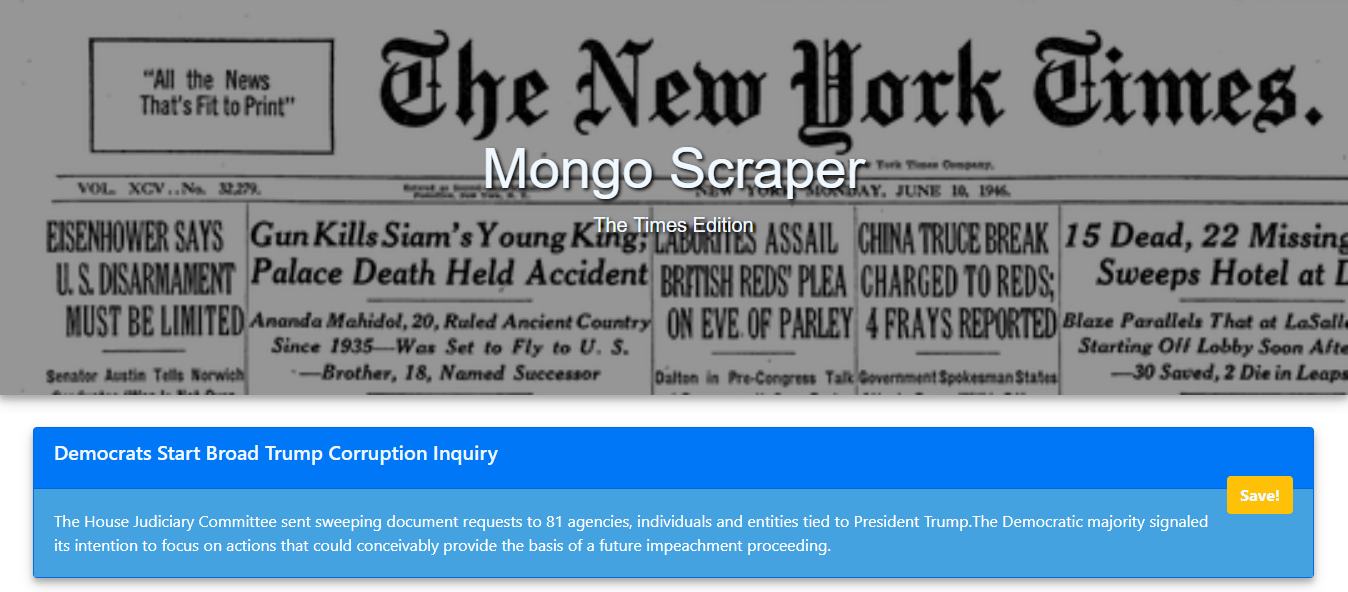 "All the News
That's Fit to Print"
The New York Times.
Mongo Scraper
York Times Company.
VOL. XCV..No. 32,279.
NEW YORK, MONDAY, JUNE 10, 1946.
The Times Edition
EISENHOWER SAYS
U. S. DISARMAMENT
MUST BE LIMITED
Senator Austin Tells Norwich
Gun Kills Siam's Young King;
Palace Death Held Accident
Ananda Mahidol, 20, Ruled Ancient Country
Since 1935—Was Set to Fly to U. S.
—Brother, 18, Named Successor
LABORITES ASSAIL
BRITISH REDS' PLEA
ON EVE OF PARLEY
Dalton in Pre-Congress Talk
CHINA TRUCE BREAK
CHARGED TO REDS;
4 FRAYS REPORTED
Government Spokesman States
15 Dead, 22 Missing
Sweeps Hotel at
Blaze Parallels That at LaSalle
Starting Off Lobby Soon Afte
—30 Saved, 2 Die in Leaps
Democrats Start Broad Trump Corruption Inquiry
Save!
The House Judiciary Committee sent sweeping document requests to 81 agencies, individuals and entities tied to President Trump.The Democratic majority signaled
its intention to focus on actions that could conceivably provide the basis of a future impeachment proceeding.